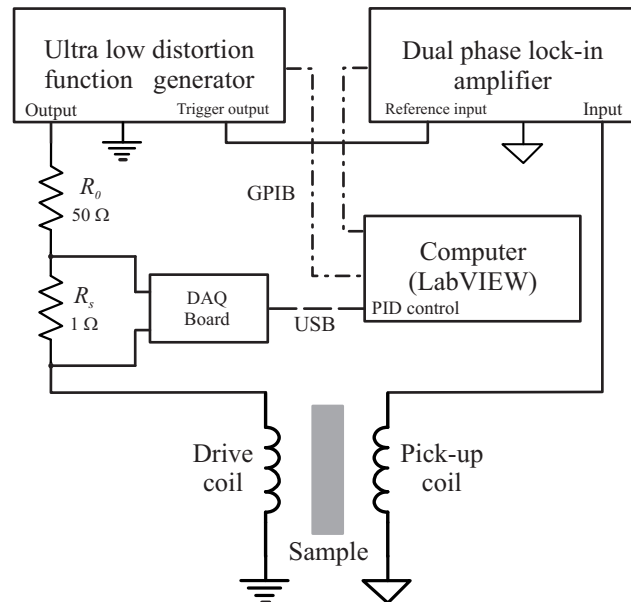 Ultra low distortion
function generator
Output
Trigger output
Dual phase lock-in
amplifier
Reference input
Input
R₀
50 Ω
GPIB
Computer
(LabVIEW)
PID control
Rₛ
1 Ω
DAQ
Board
USB
Drive
coil
Pick-up
coil
Sample